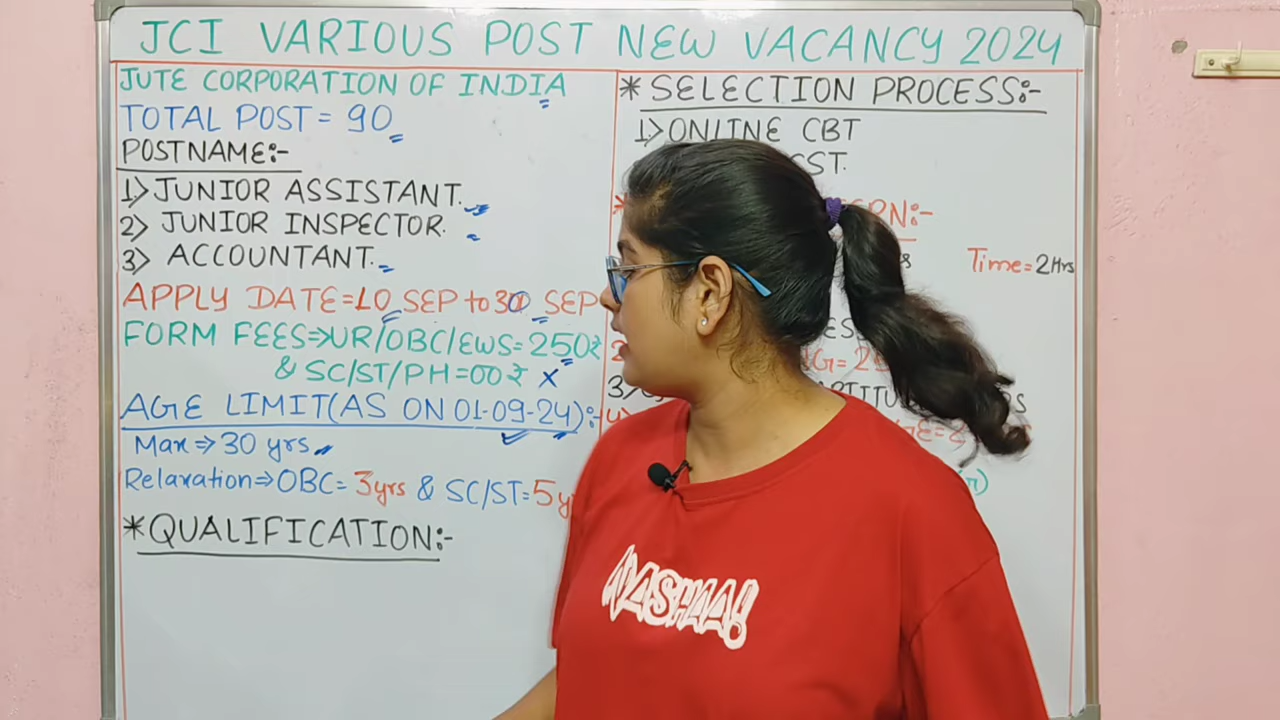 JCI VARIOUS POST NEW VACANCY 2024
JUTE CORPORATION OF INDIA
TOTAL POST = 90
POSTNAME:-
1> JUNIOR ASSISTANT.
2> JUNIOR INSPECTOR.
3> ACCOUNTANT.
APPLY DATE=10 SEP to 30 SEP
FORM FEES⇒UR/OBC/EWS=250₹
& SC/ST/PH=00₹ X
AGE LIMIT(AS ON 01-09-24):-
Max⇒30 yrs
Relaxation⇒OBC=3yrs & SC/ST=5
*QUALIFICATION:-
* SELECTION PROCESS:-
1.> ONLINE CBT
Time=2Hrs
3>
NASHAA!